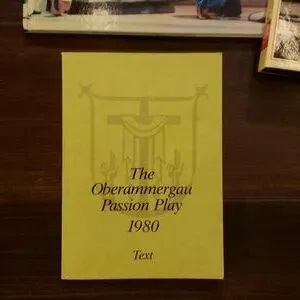 The
Oberammergau
Passion Play
1980
Text